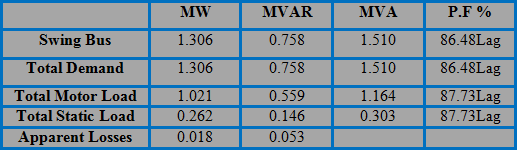 MW MVAR MVA P.F %
Swing Bus 1.306 0.758 1.510 86.48Lag
Total Demand 1.306 0.758 1.510 86.48Lag
Total Motor Load 1.021 0.559 1.164 87.73Lag
Total Static Load 0.262 0.146 0.303 87.73Lag
Apparent Losses 0.018 0.053